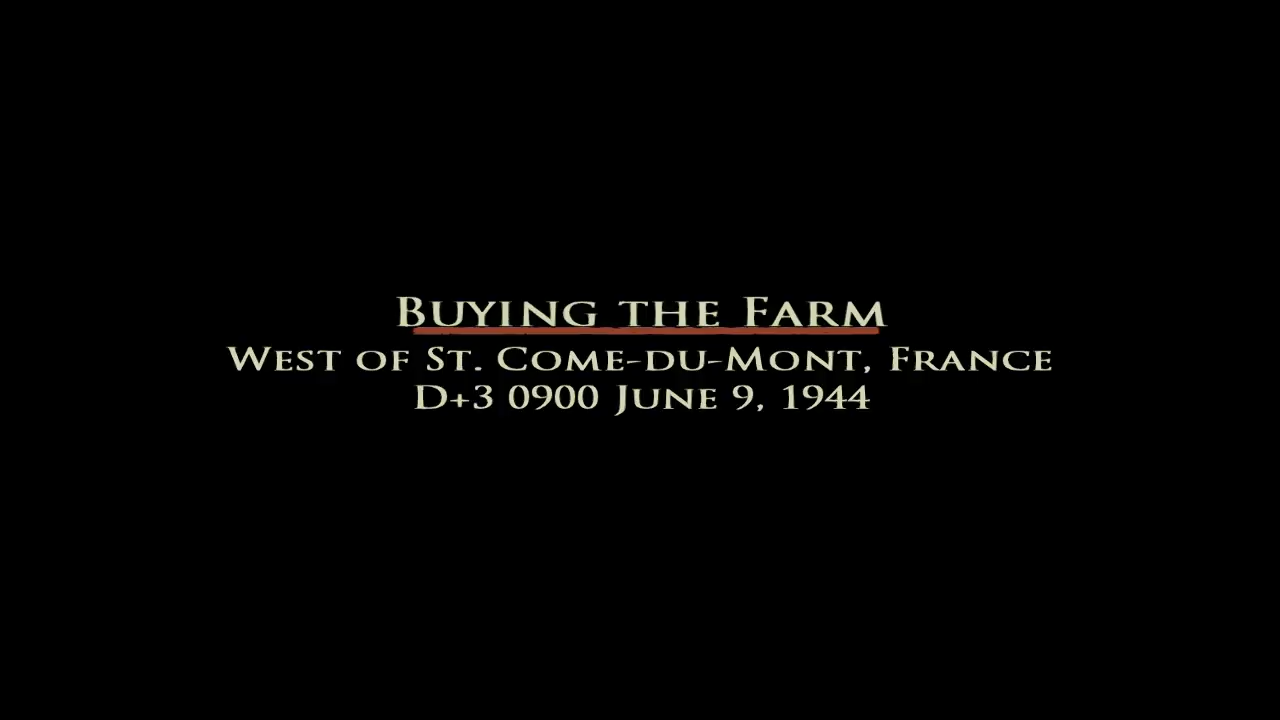 Buying the Farm
West of St. Come-du-Mont, France
D+3 0900 June 9, 1944